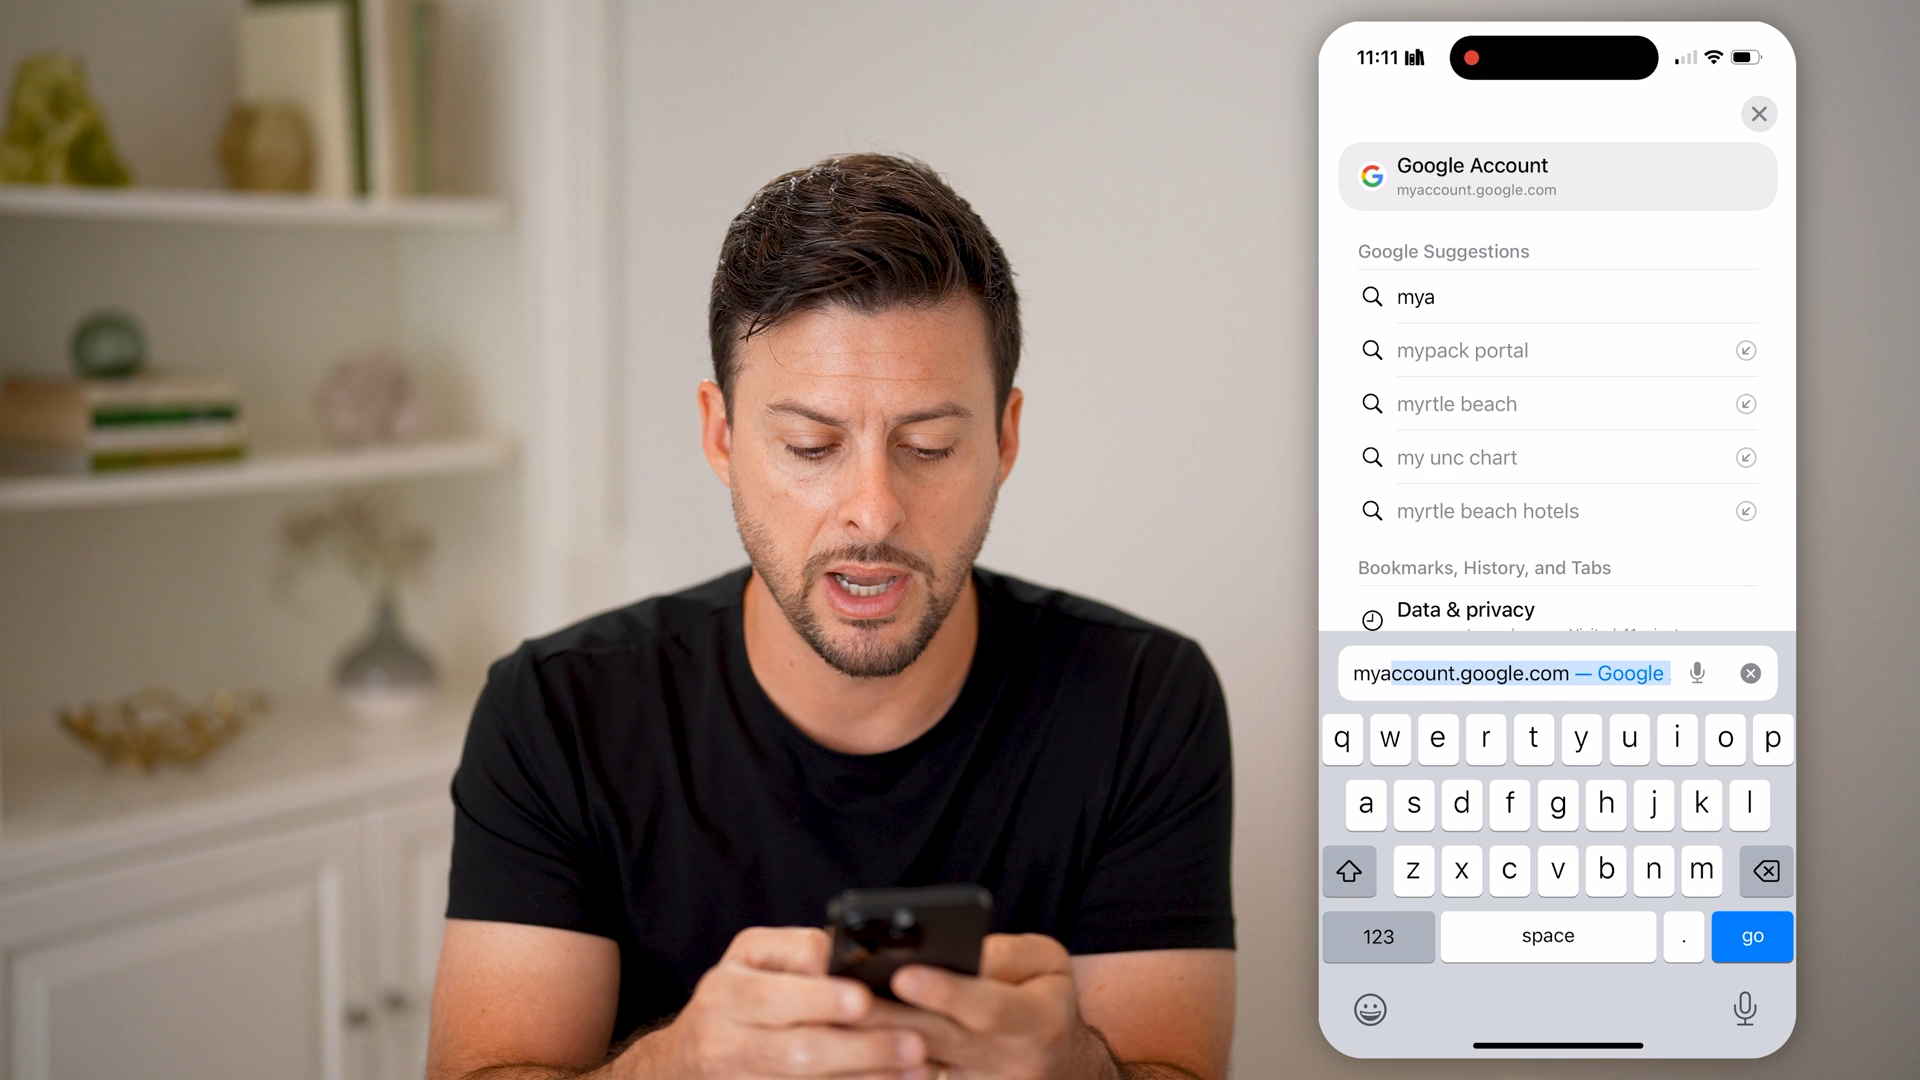 11:11
Google Account
myaccount.google.com
Google Suggestions
mya
mypack portal
myrtle beach
my unc chart
myrtle beach hotels
Bookmarks, History, and Tabs
Data & privacy
myaccount.google.com — Google
q w e r t y u i o p
a s d f g h j k l
z x c v b n m
123 space . go